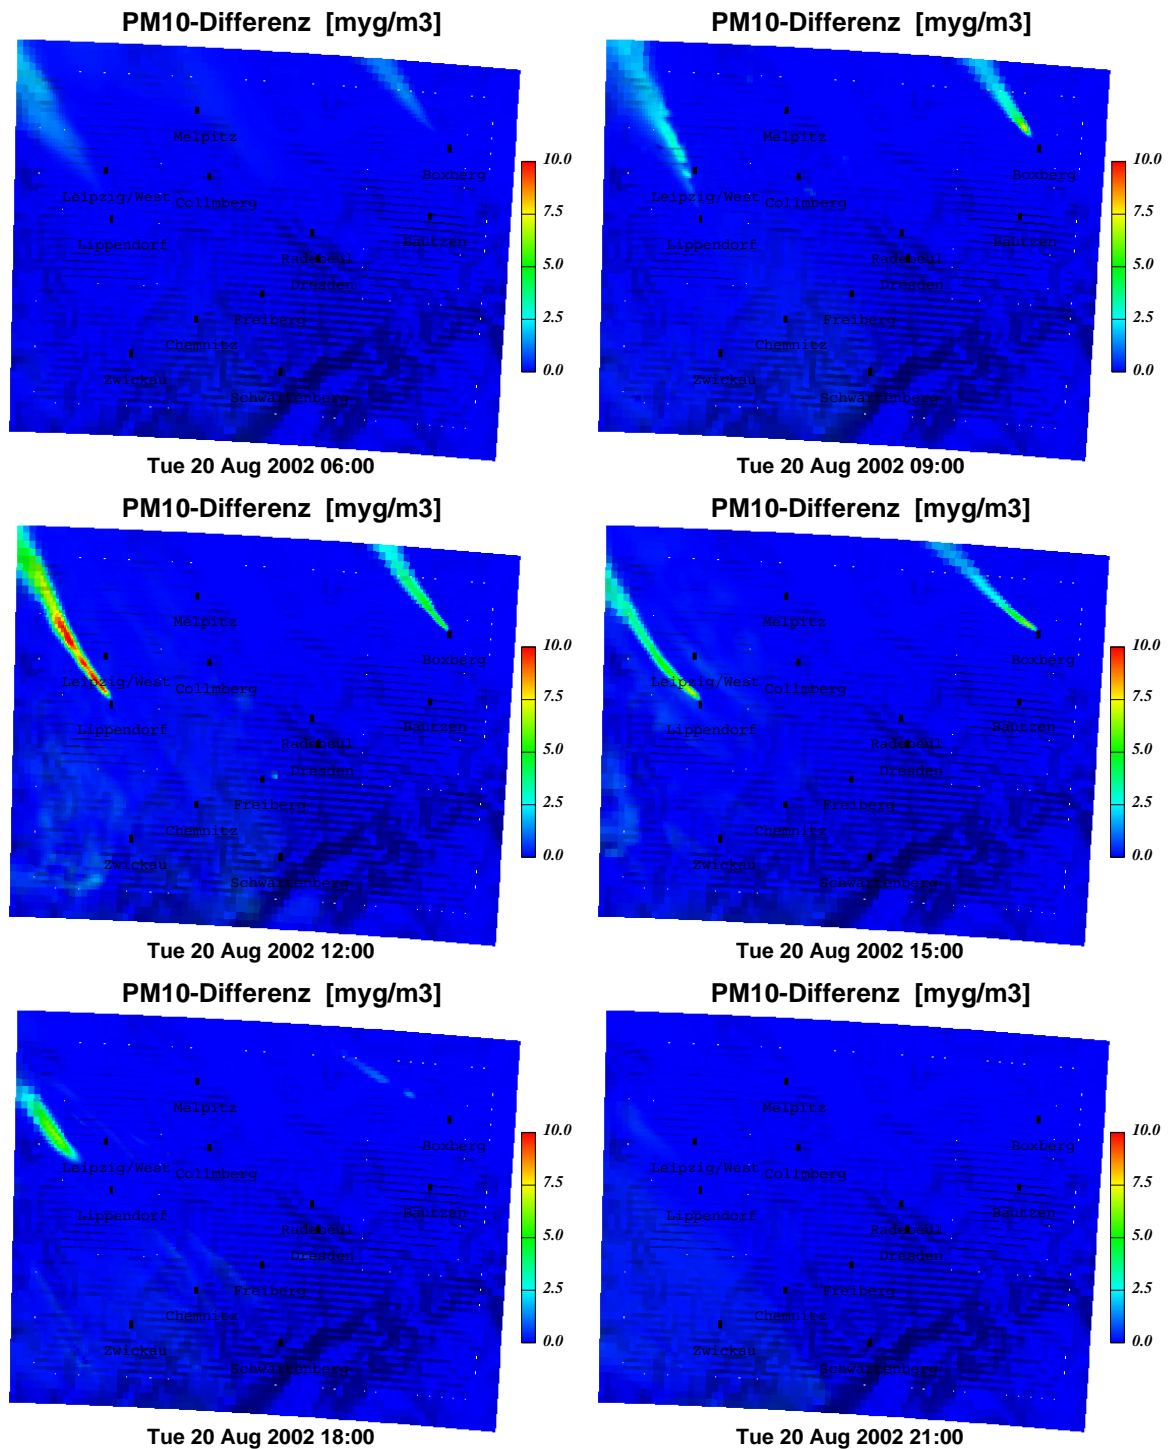 PM10-Differenz [myg/m3]
Melpitz
Boxberg
Leipzig/West
Collmberg
Lippendorf
Bautzen
Radebeul
Dresden
Freiberg
Chemnitz
Zwickau
Schwartenberg
10.0
7.5
5.0
2.5
0.0
Tue 20 Aug 2002 06:00
PM10-Differenz [myg/m3]
Melpitz
Boxberg
Leipzig/West
Collmberg
Lippendorf
Bautzen
Radebeul
Dresden
Freiberg
Chemnitz
Zwickau
Schwartenberg
10.0
7.5
5.0
2.5
0.0
Tue 20 Aug 2002 09:00
PM10-Differenz [myg/m3]
Melpitz
Boxberg
Leipzig/West
Collmberg
Lippendorf
Bautzen
Radebeul
Dresden
Freiberg
Chemnitz
Zwickau
Schwartenberg
10.0
7.5
5.0
2.5
0.0
Tue 20 Aug 2002 12:00
PM10-Differenz [myg/m3]
Melpitz
Boxberg
Leipzig/West
Collmberg
Lippendorf
Bautzen
Radebeul
Dresden
Freiberg
Chemnitz
Zwickau
Schwartenberg
10.0
7.5
5.0
2.5
0.0
Tue 20 Aug 2002 15:00
PM10-Differenz [myg/m3]
Melpitz
Boxberg
Leipzig/West
Collmberg
Lippendorf
Bautzen
Radebeul
Dresden
Freiberg
Chemnitz
Zwickau
Schwartenberg
10.0
7.5
5.0
2.5
0.0
Tue 20 Aug 2002 18:00
PM10-Differenz [myg/m3]
Melpitz
Boxberg
Leipzig/West
Collmberg
Lippendorf
Bautzen
Radebeul
Dresden
Freiberg
Chemnitz
Zwickau
Schwartenberg
10.0
7.5
5.0
2.5
0.0
Tue 20 Aug 2002 21:00